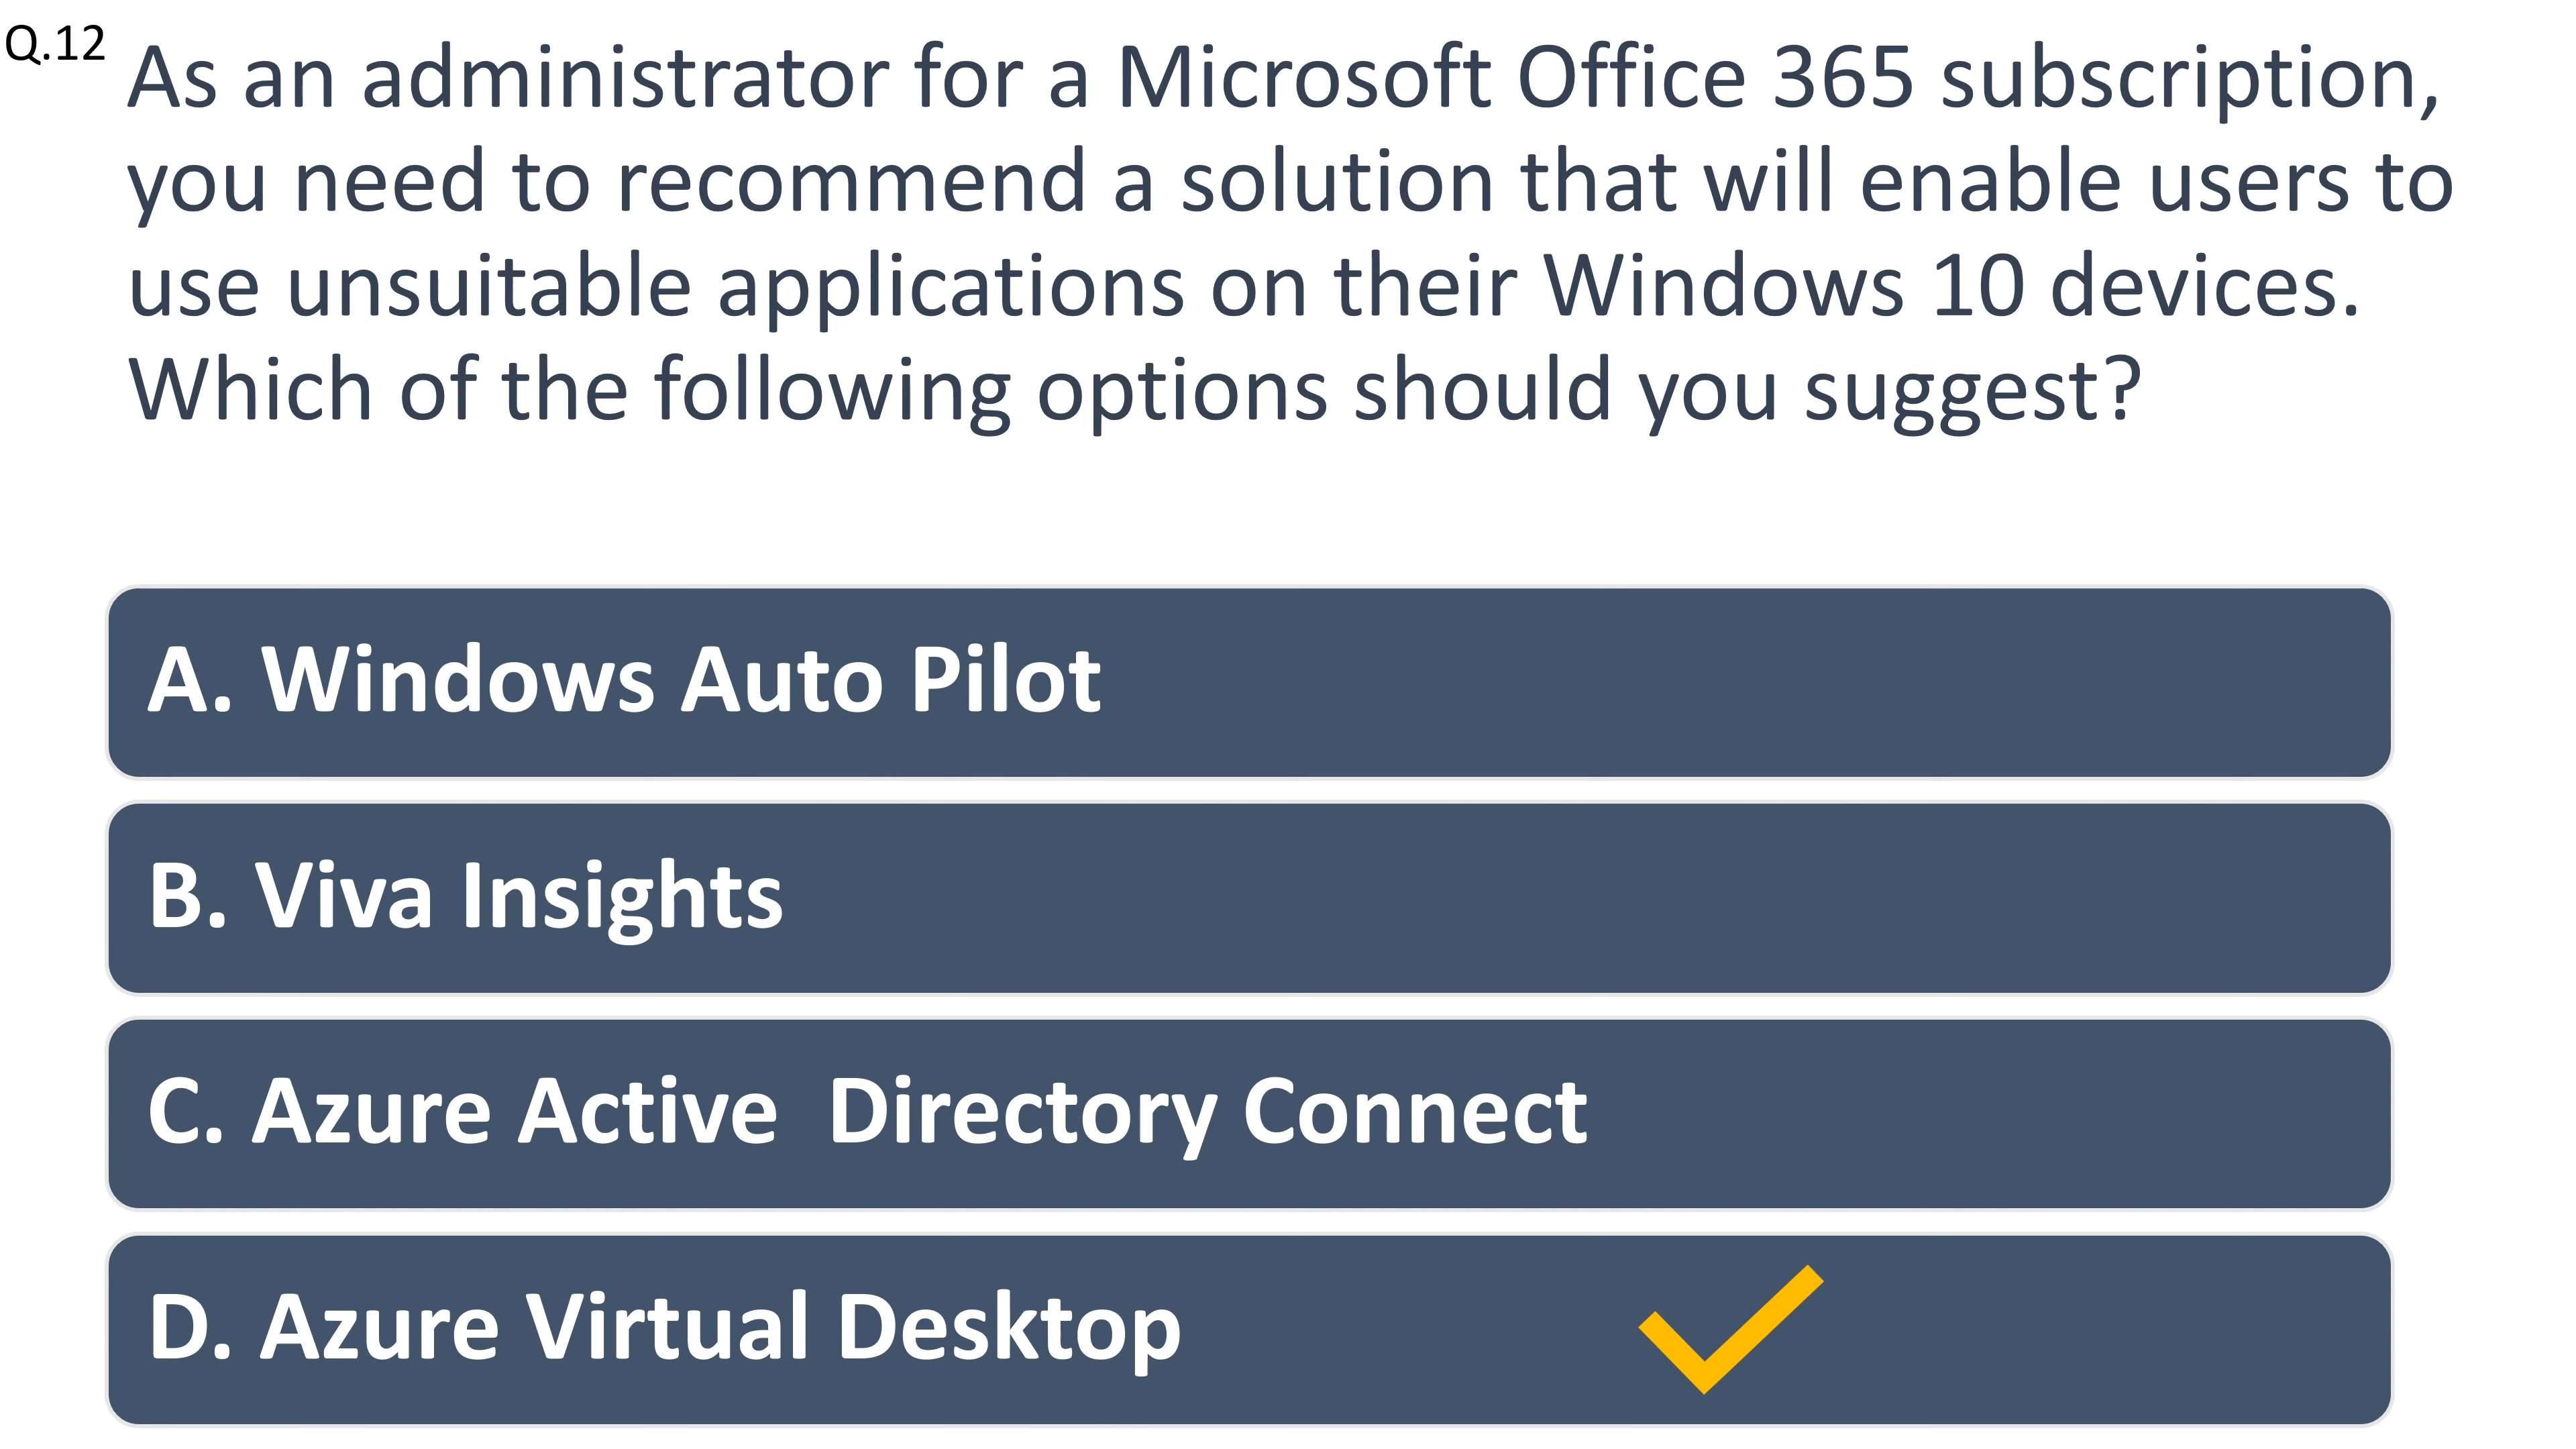 Q.12
As an administrator for a Microsoft Office 365 subscription,
you need to recommend a solution that will enable users to
use unsuitable applications on their Windows 10 devices.
Which of the following options should you suggest?
A. Windows Auto Pilot
B. Viva Insights
C. Azure Active  Directory Connect
D. Azure Virtual Desktop